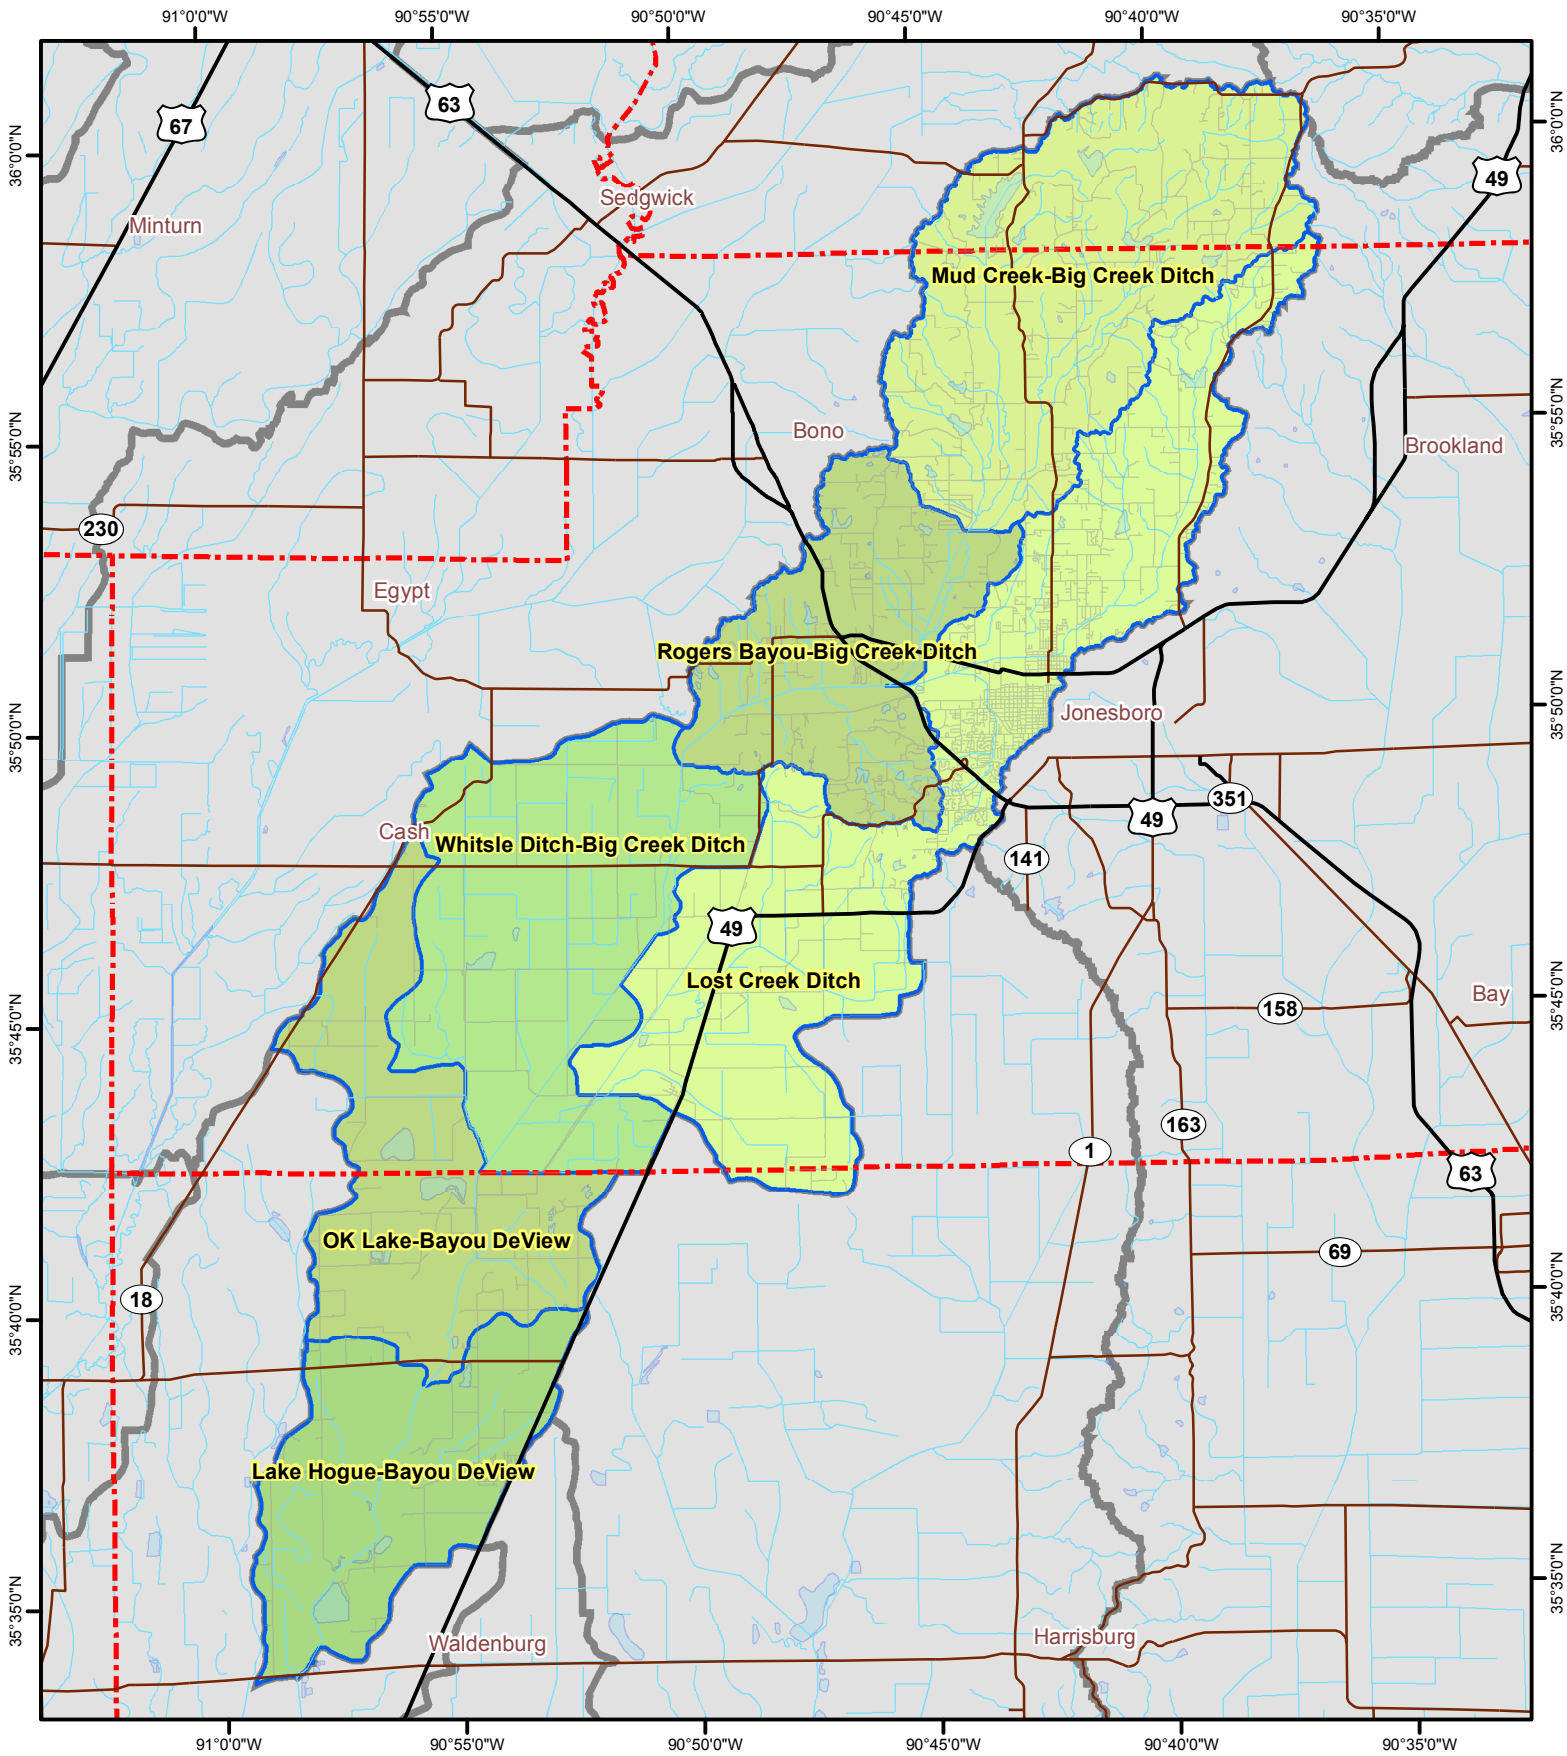 91°0'0"W
90°55'0"W
90°50'0"W
90°45'0"W
90°40'0"W
90°35'0"W
36°0'0"N
36°0'0"N
63
67
49
Sedgwick
Minturn
Mud Creek-Big Creek Ditch
35°55'0"N
35°55'0"N
Bono
Brookland
230
Egypt
Rogers Bayou-Big Creek Ditch
35°50'0"N
35°50'0"N
Jonesboro
351
49
Cash
Whitsle Ditch-Big Creek Ditch
141
49
Lost Creek Ditch
Bay
158
35°45'0"N
35°45'0"N
163
1
63
OK Lake-Bayou DeView
69
18
35°40'0"N
35°40'0"N
Lake Hogue-Bayou DeView
35°35'0"N
35°35'0"N
Waldenburg
Harrisburg
91°0'0"W
90°55'0"W
90°50'0"W
90°45'0"W
90°40'0"W
90°35'0"W